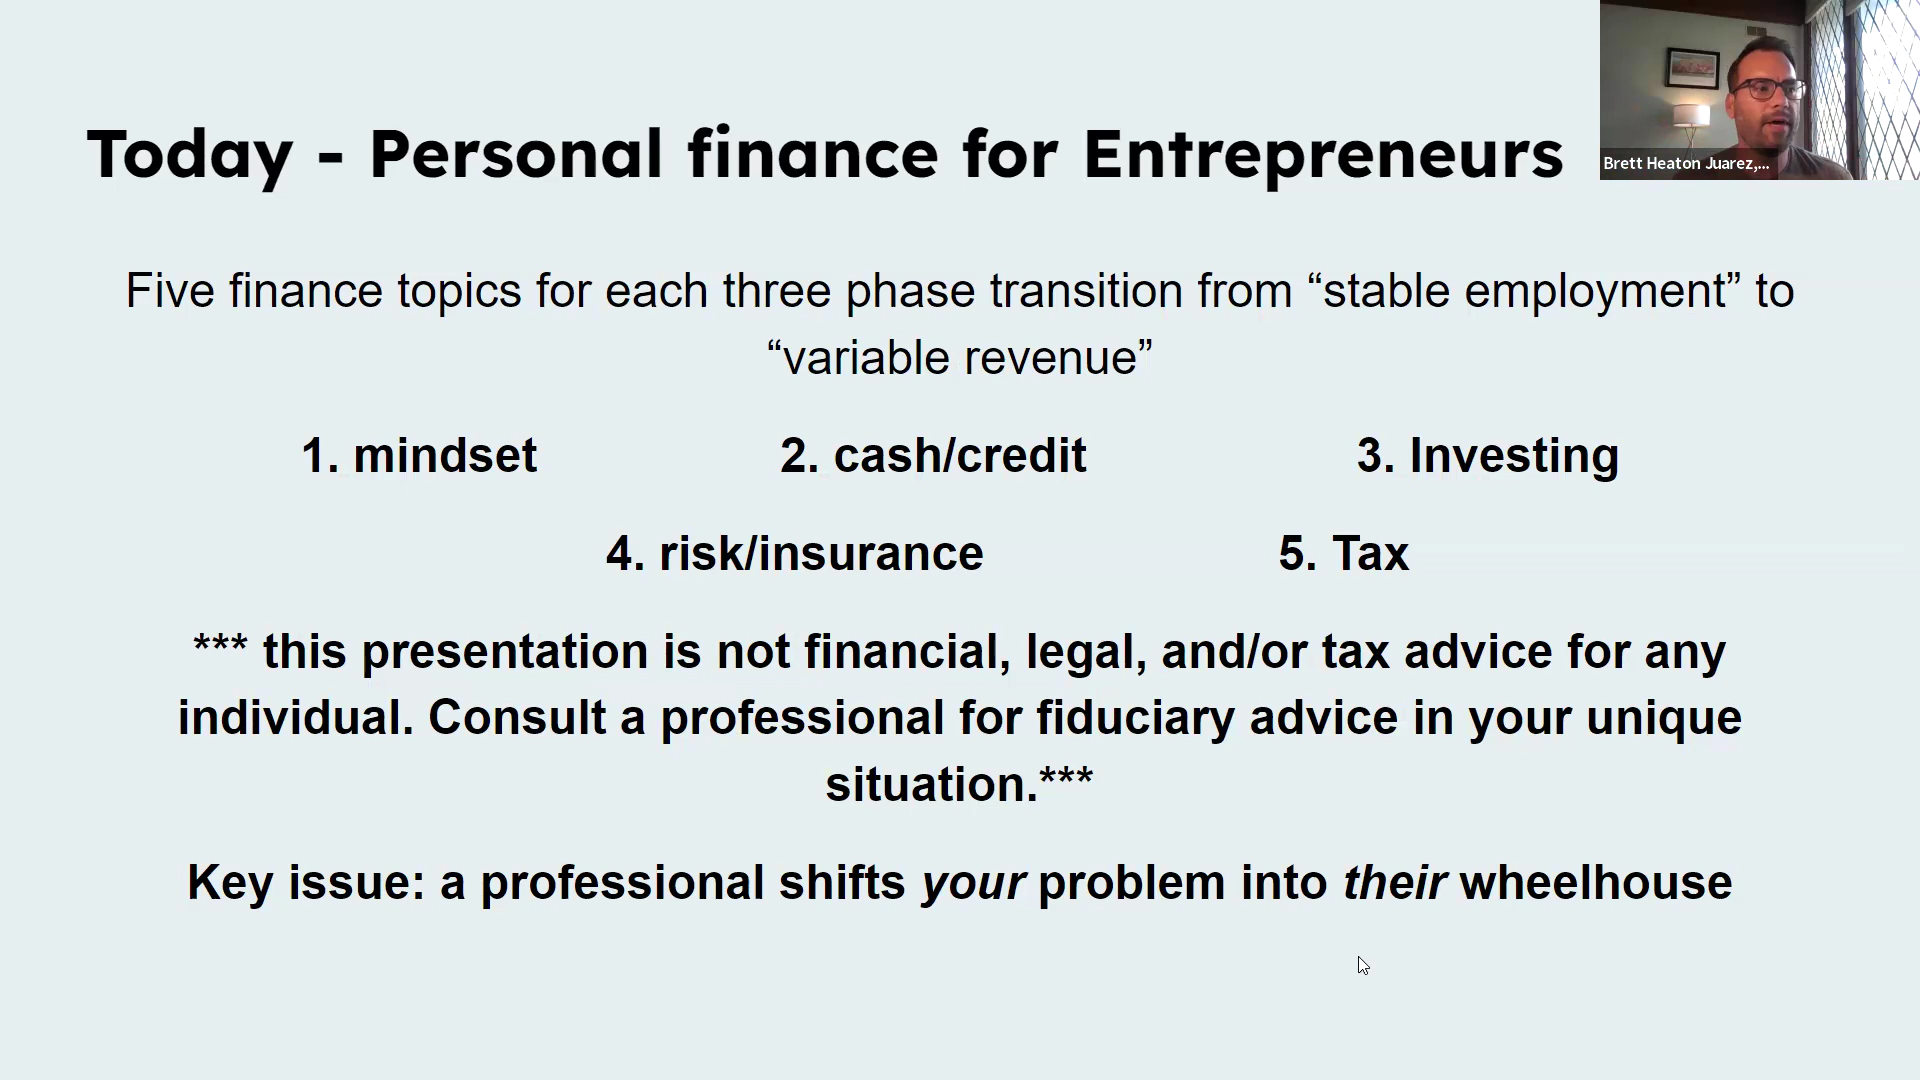 Today - Personal finance for Entrepreneurs
Brett Heaton Juarez,...
Five finance topics for each three phase transition from “stable employment” to
“variable revenue”
1. mindset 2. cash/credit 3. Investing
4. risk/insurance 5. Tax
*** this presentation is not financial, legal, and/or tax advice for any
individual. Consult a professional for fiduciary advice in your unique
situation.***
Key issue: a professional shifts your problem into their wheelhouse